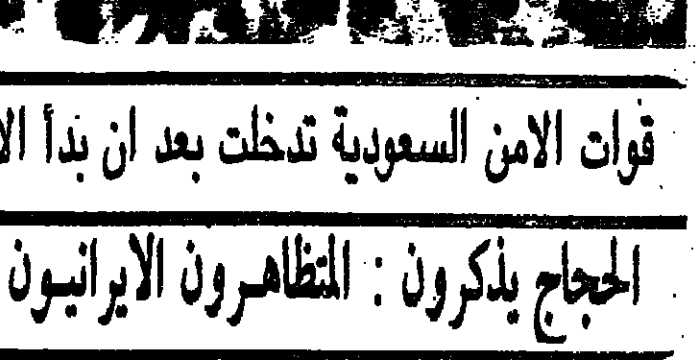 قوات الامن السعودية تدخلت بعد ان بدأ
الحجاج يذكرون : المتظاهرون الايرانيون